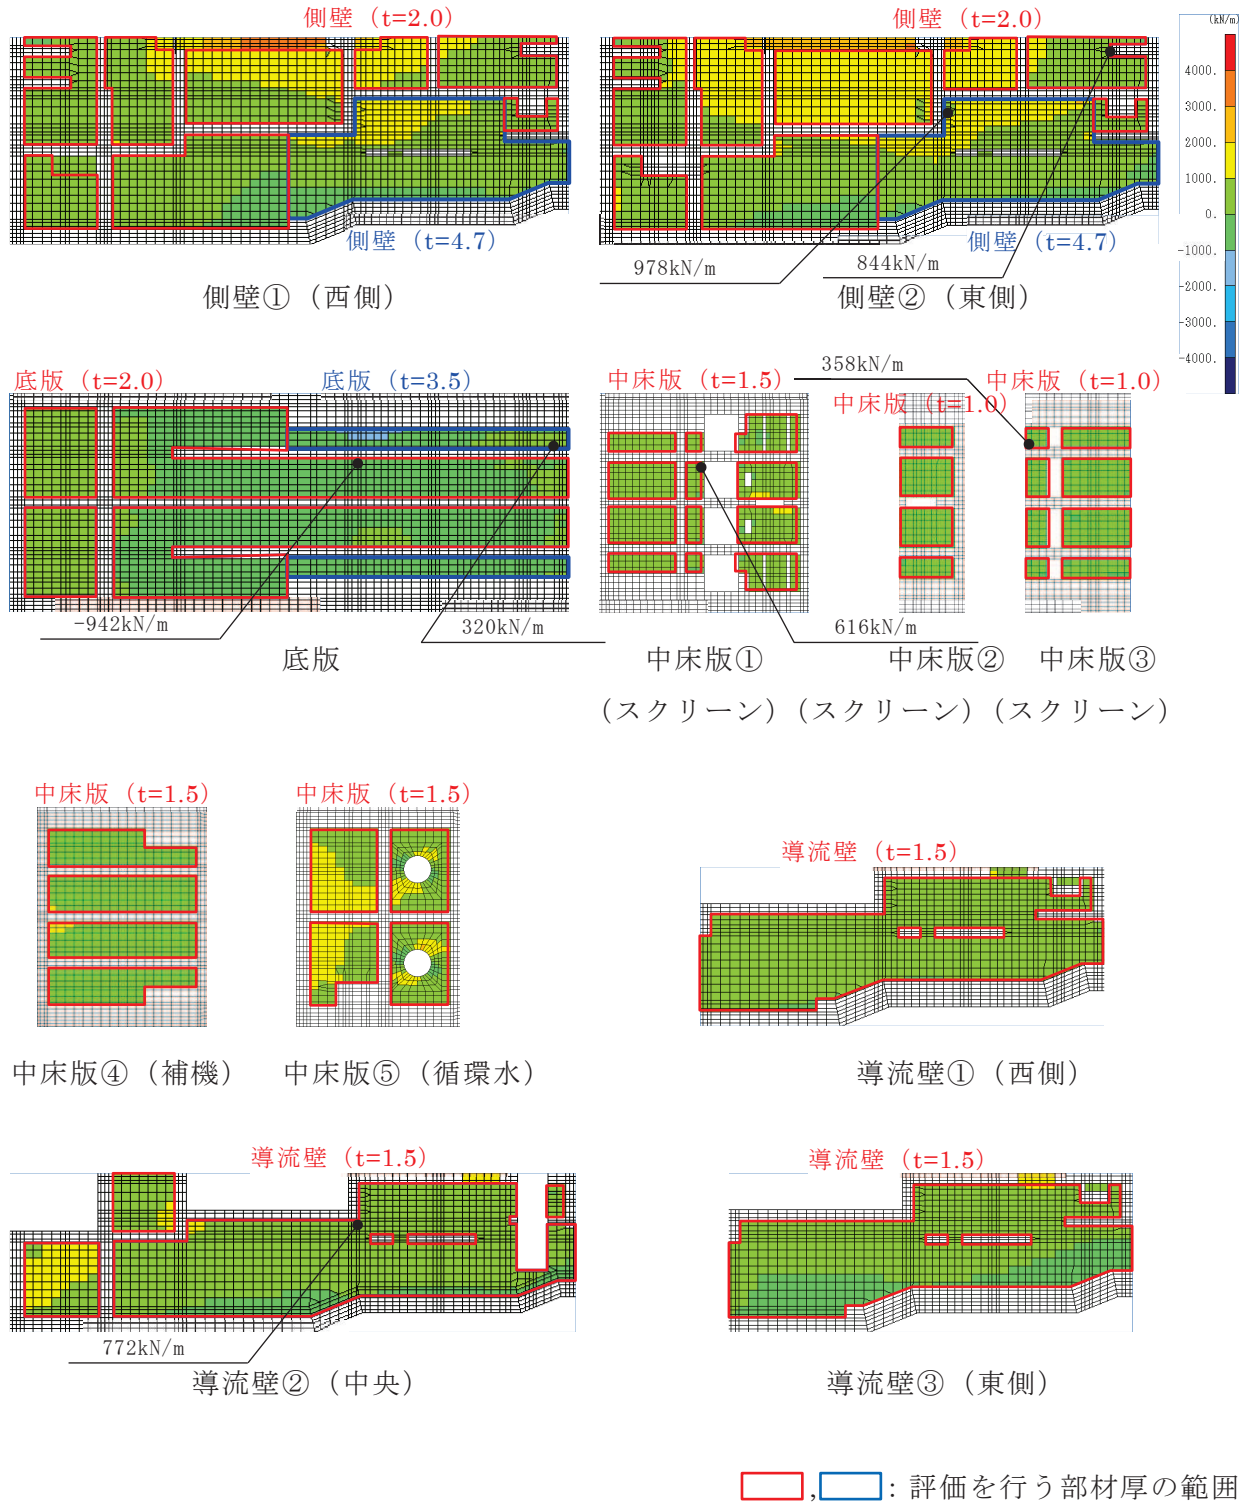 側壁（t=2.0）
側壁（t=2.0）
(kN/m)
4000.
3000.
2000.
1000.
0.
-1000.
-2000.
-3000.
-4000.
側壁（t=4.7）
側壁（t=4.7）
978kN/m
844kN/m
側壁①（西側）
側壁②（東側）
底版（t=2.0）
底版（t=3.5）
中床版（t=1.5）
358kN/m
中床版（t=1.0）
中床版（t=1.0）
-942kN/m
320kN/m
616kN/m
底版
中床版①
中床版②
中床版③
（スクリーン）（スクリーン）（スクリーン）
中床版（t=1.5）
中床版（t=1.5）
導流壁（t=1.5）
中床版④（補機）
中床版⑤（循環水）
導流壁①（西側）
導流壁（t=1.5）
導流壁（t=1.5）
772kN/m
導流壁②（中央）
導流壁③（東側）
,　：評価を行う部材厚の範囲